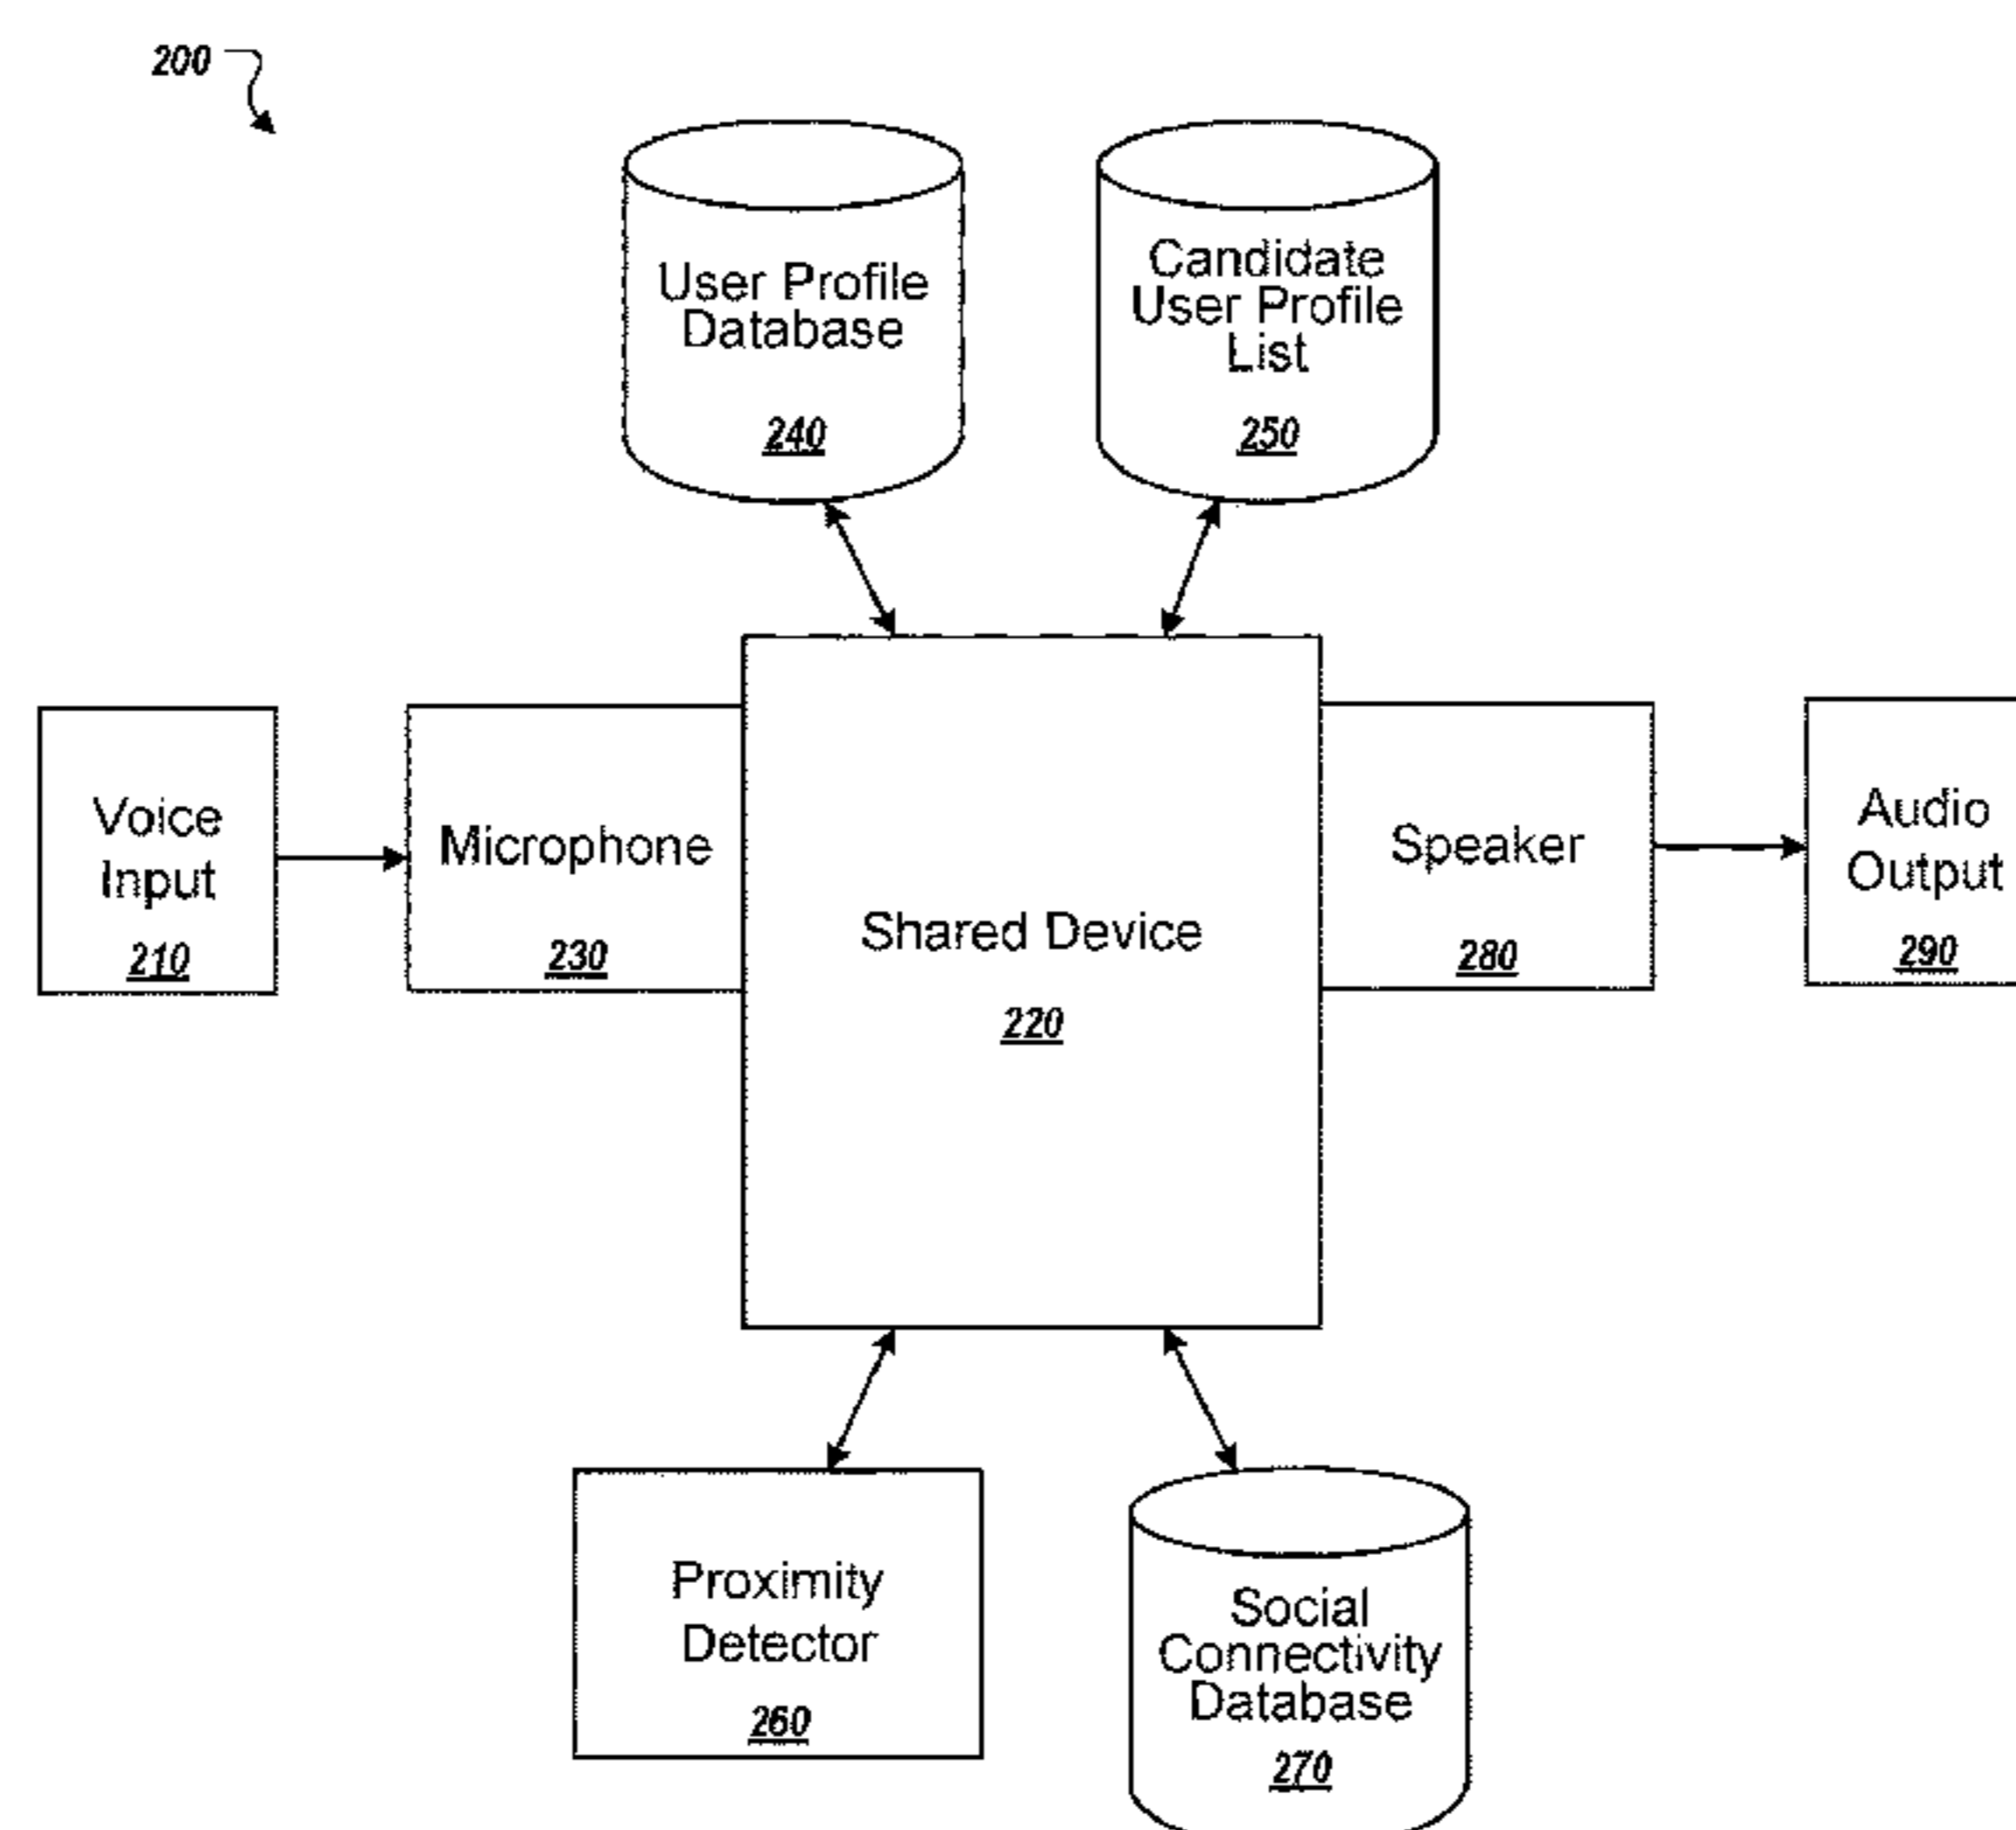 200
User Profile
Database
240
Candidate
User Profile
List
250
Voice
Input
210
Microphone
230
Shared Device
220
Speaker
280
Audio
Output
290
Proximity
Detector
260
Social
Connectivity
Database
270